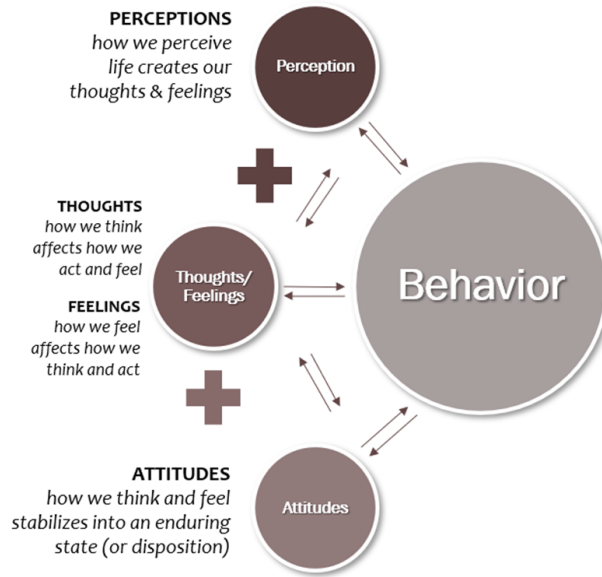 PERCEPTIONS
how we perceive
life creates our
thoughts & feelings
Perception
THOUGHTS
how we think
affects how we
act and feel
FEELINGS
how we feel
affects how we
think and act
Thoughts/
Feelings
Behavior
ATTITUDES
how we think and feel
stabilizes into an enduring
state (or disposition)
Attitudes